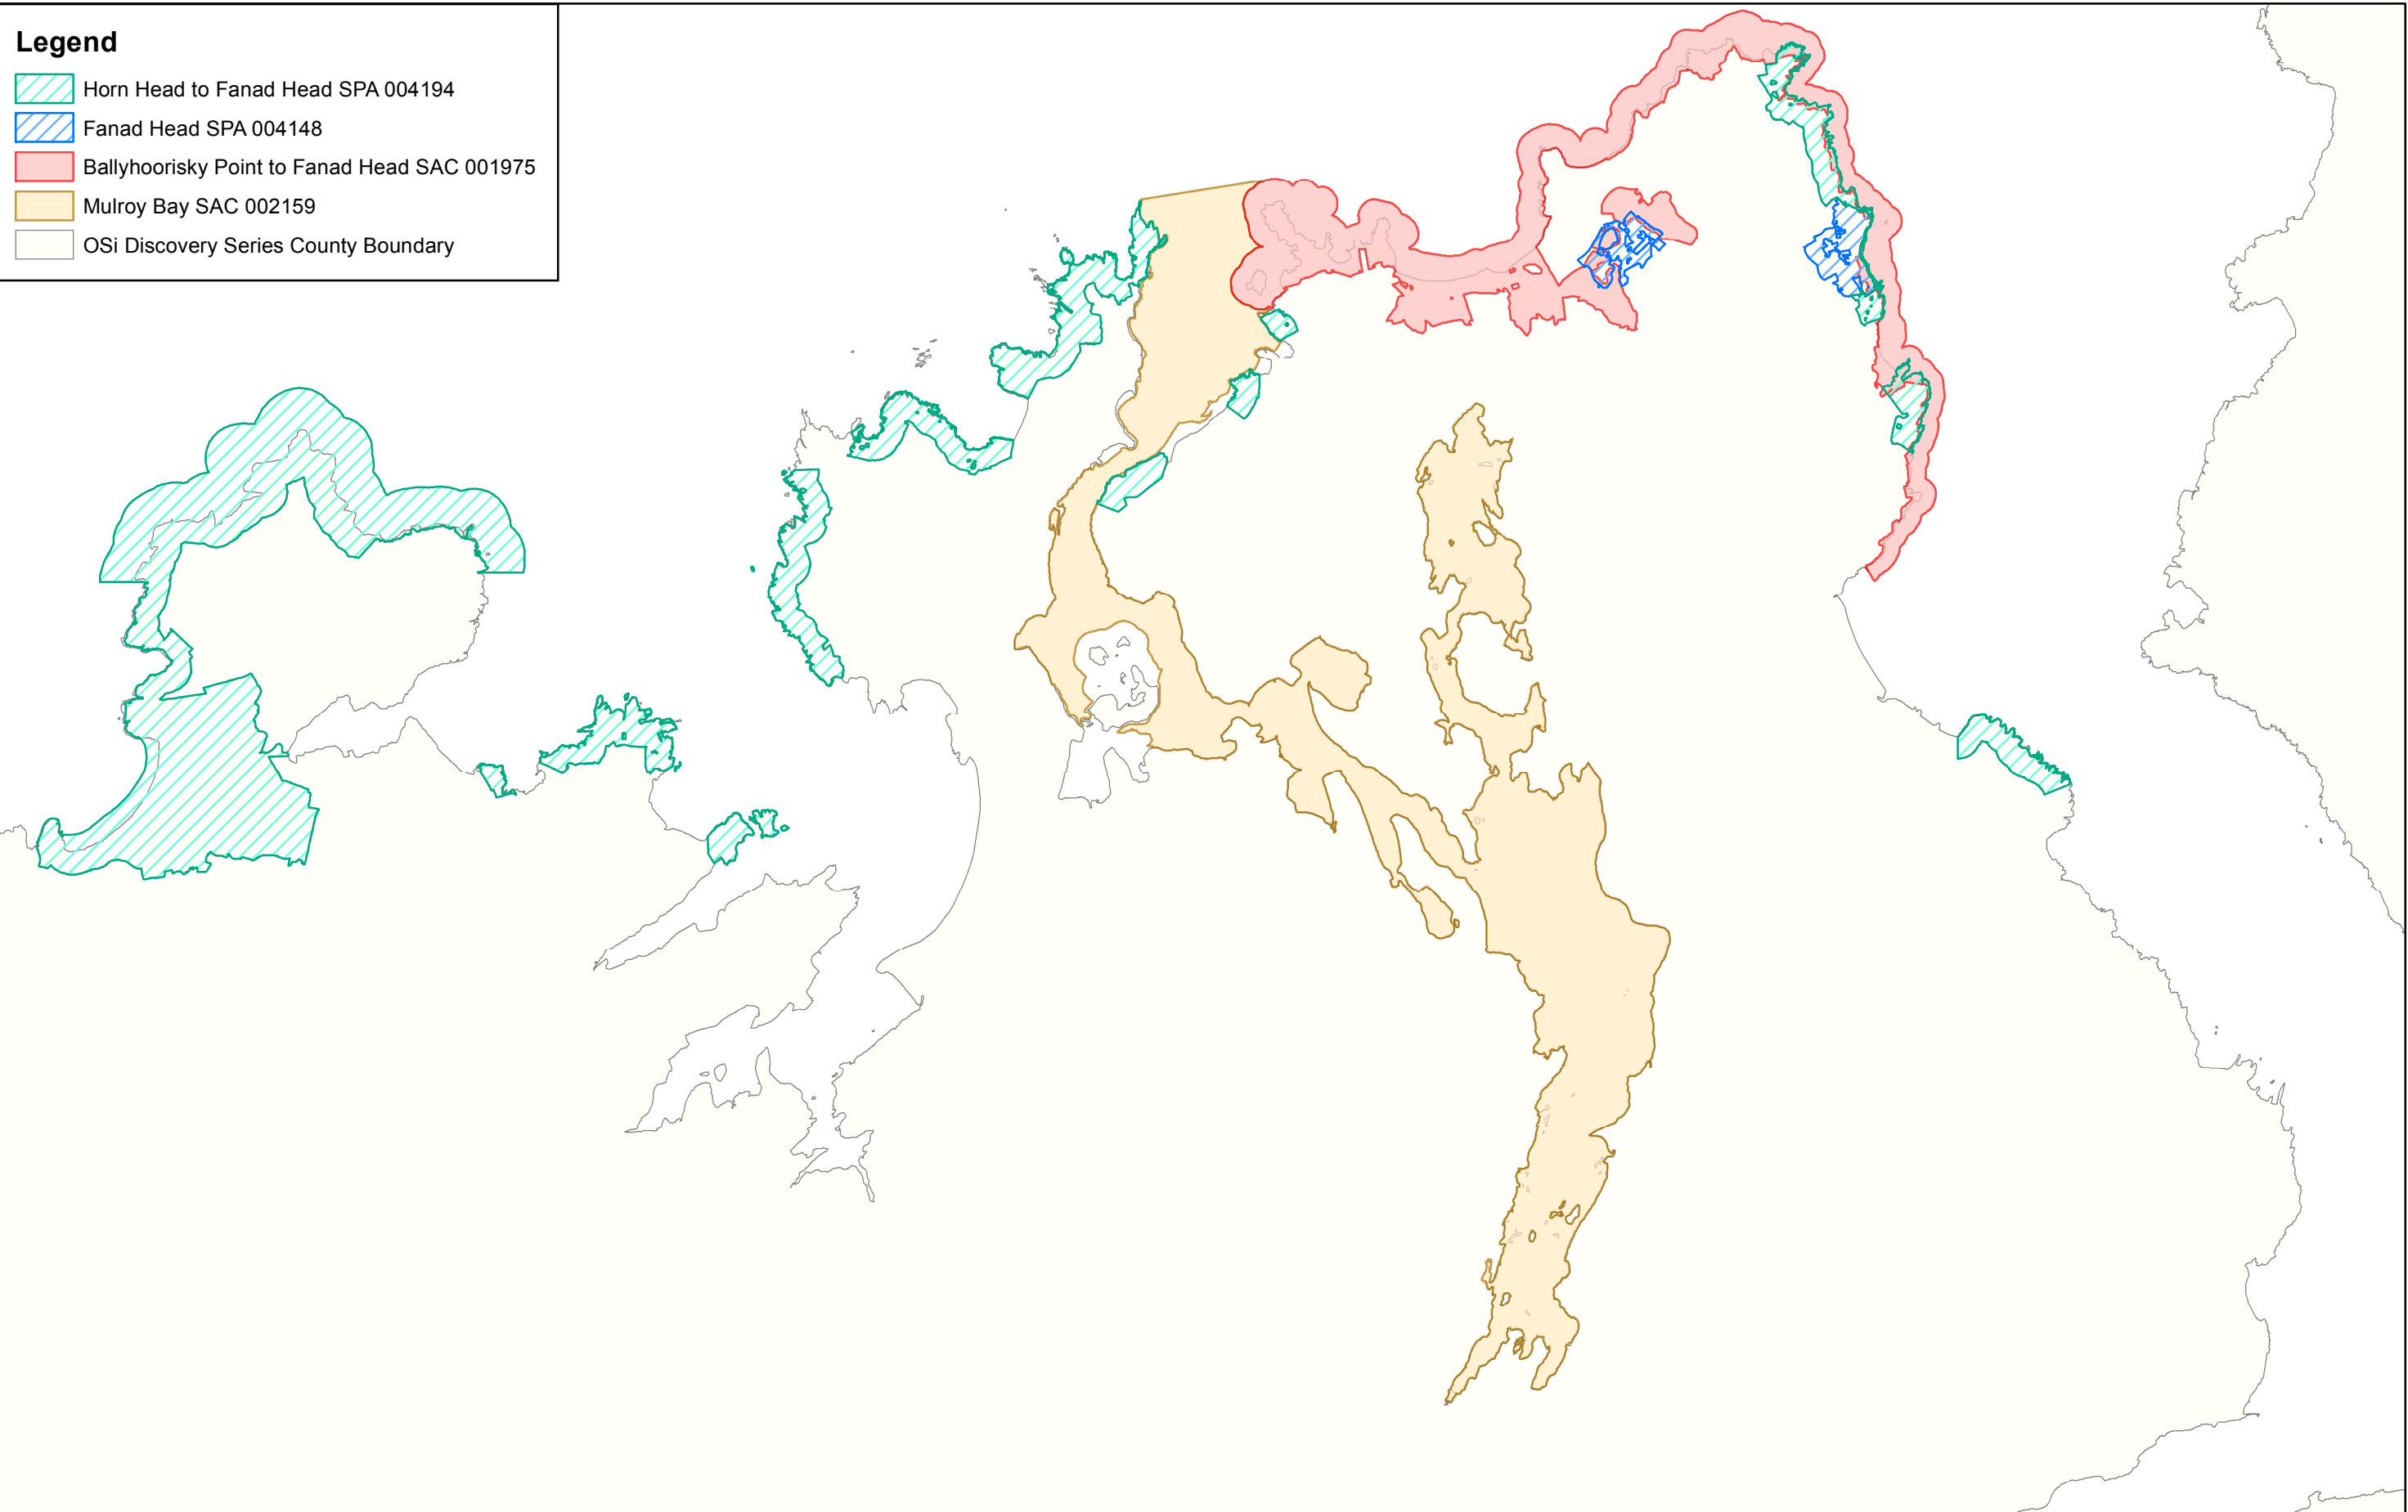 Legend
Horn Head to Fanad Head SPA 004194
Fanad Head SPA 004148
Ballyhoorisky Point to Fanad Head SAC 001975
Mulroy Bay SAC 002159
OSi Discovery Series County Boundary